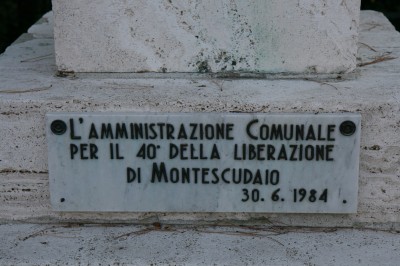 L'AMMINISTRAZIONE COMUNALE
PER IL 40° DELLA LIBERAZIONE
DI MONTESCUDAIO
30.6.1984